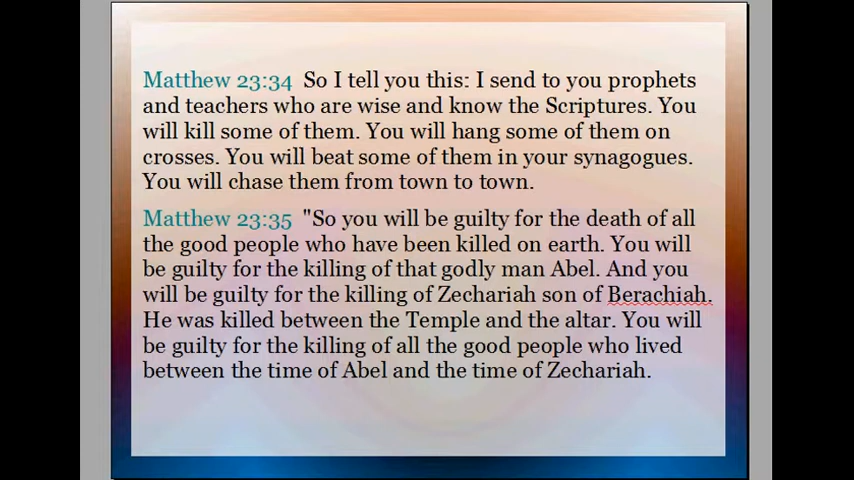 Matthew 23:34  So I tell you this: I send to you prophets
and teachers who are wise and know the Scriptures. You
will kill some of them. You will hang some of them on
crosses. You will beat some of them in your synagogues.
You will chase them from town to town.
Matthew 23:35  "So you will be guilty for the death of all
the good people who have been killed on earth. You will
be guilty for the killing of that godly man Abel. And you
will be guilty for the killing of Zechariah son of Berachiah.
He was killed between the Temple and the altar. You will
be guilty for the killing of all the good people who lived
between the time of Abel and the time of Zechariah.